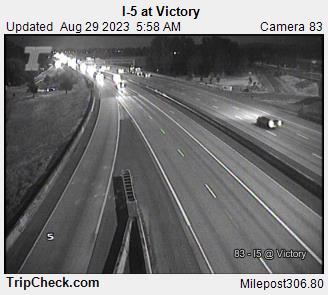 I-5 at Victory
Updated Aug 29 2023 5:58 AM Camera 83
T
S
83 - I5 @ Victory
TripCheck.com Milepost306.80